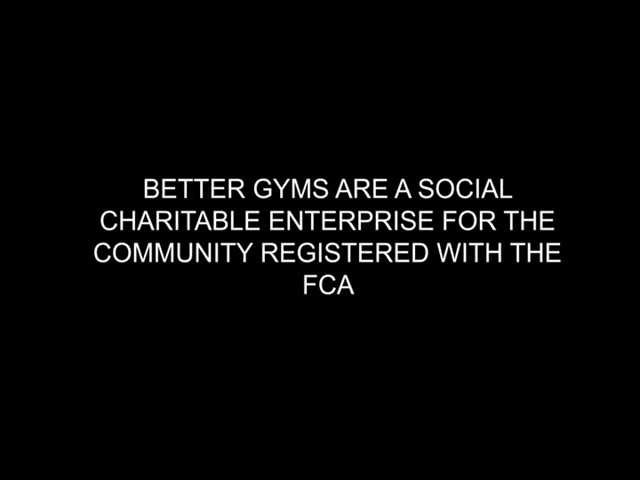 BETTER GYMS ARE A SOCIAL
CHARITABLE ENTERPRISE FOR THE
COMMUNITY REGISTERED WITH THE
FCA